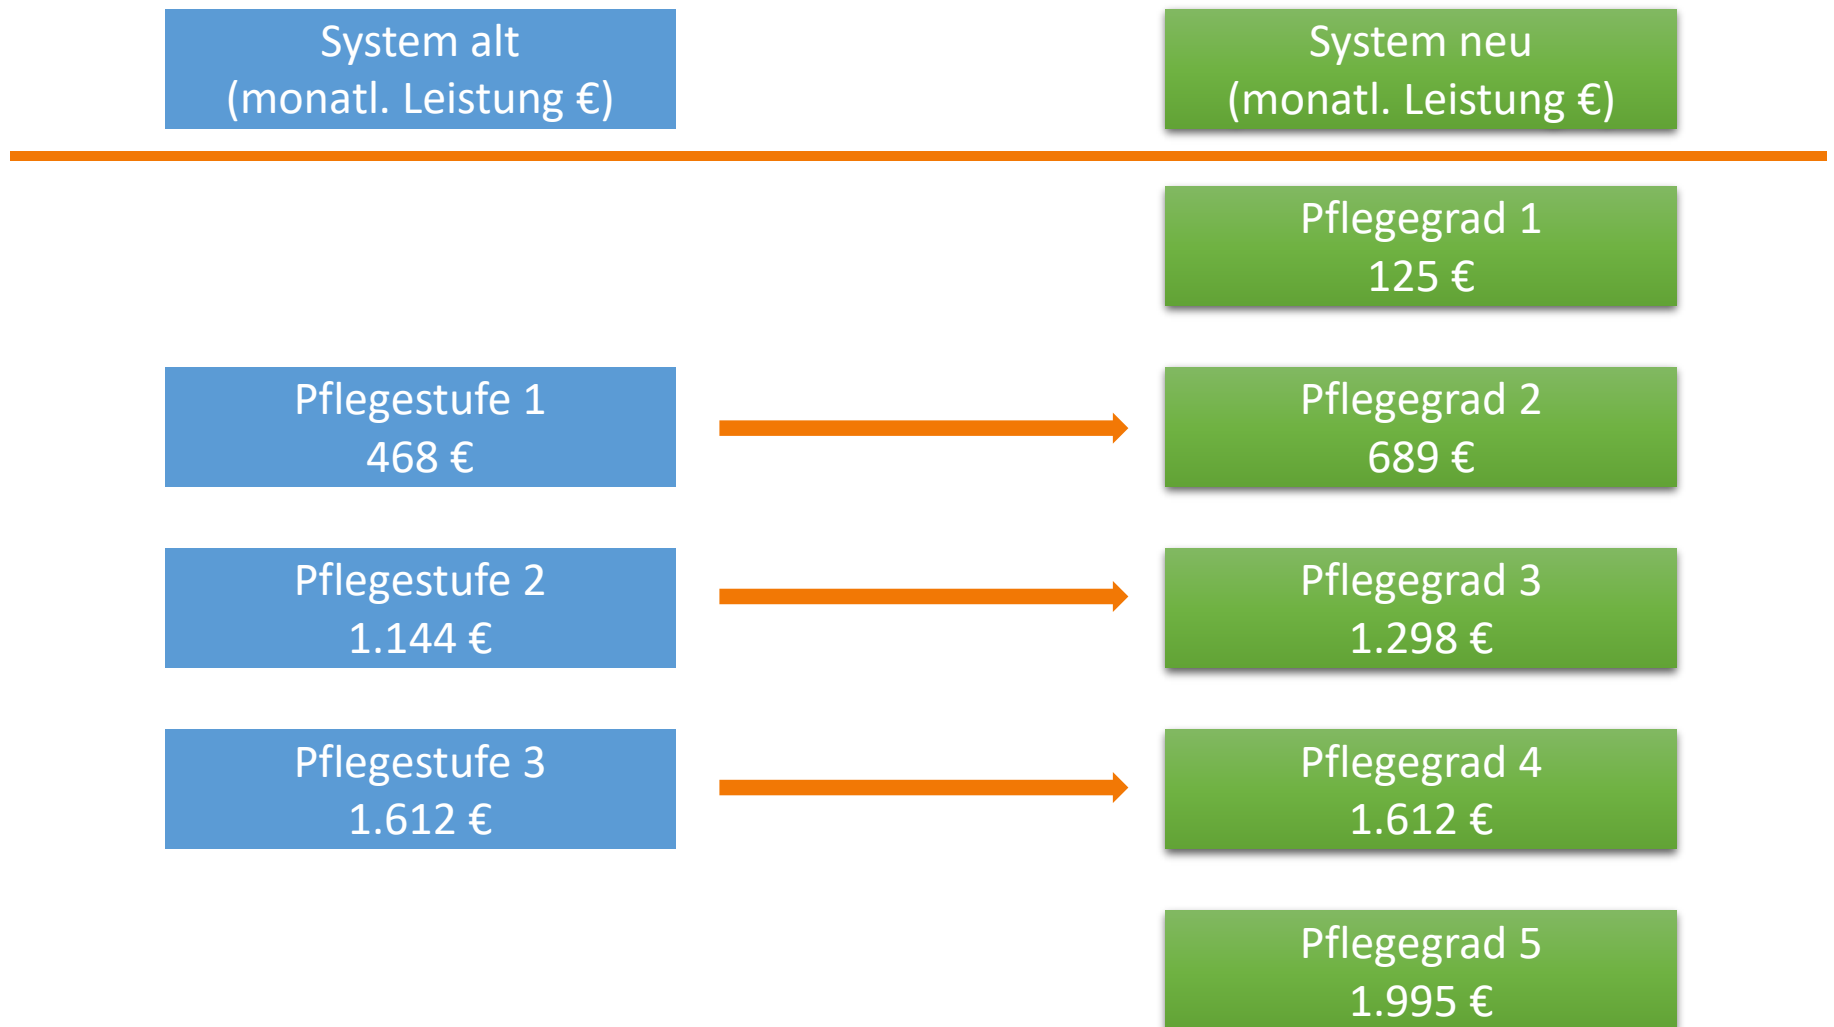 System alt
(monatl. Leistung €)
System neu
(monatl. Leistung €)
Pflegegrad 1
125 €
Pflegestufe 1
468 €
Pflegegrad 2
689 €
Pflegestufe 2
1.144 €
Pflegegrad 3
1.298 €
Pflegestufe 3
1.612 €
Pflegegrad 4
1.612 €
Pflegegrad 5
1.995 €